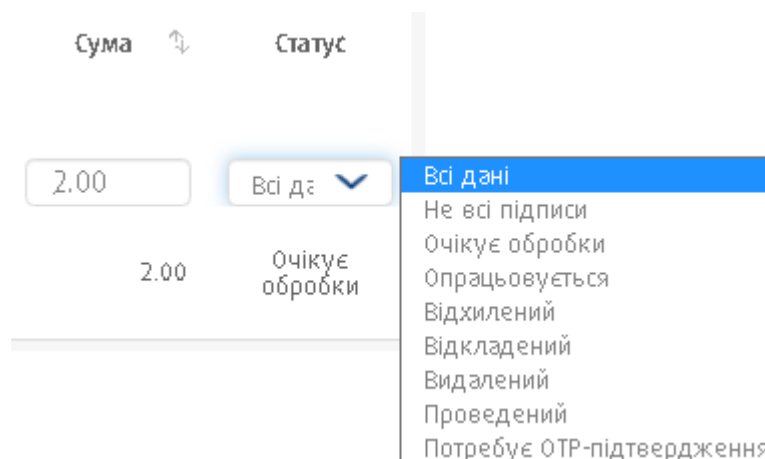 Сума Статус
2.00 Всі да
2.00 Очікує
обробки
Всі дані
Не всі підписи
Очікує обробки
Опрацьовується
Відхилений
Відкладений
Видалений
Проведений
Потребує ОТР-підтвердження